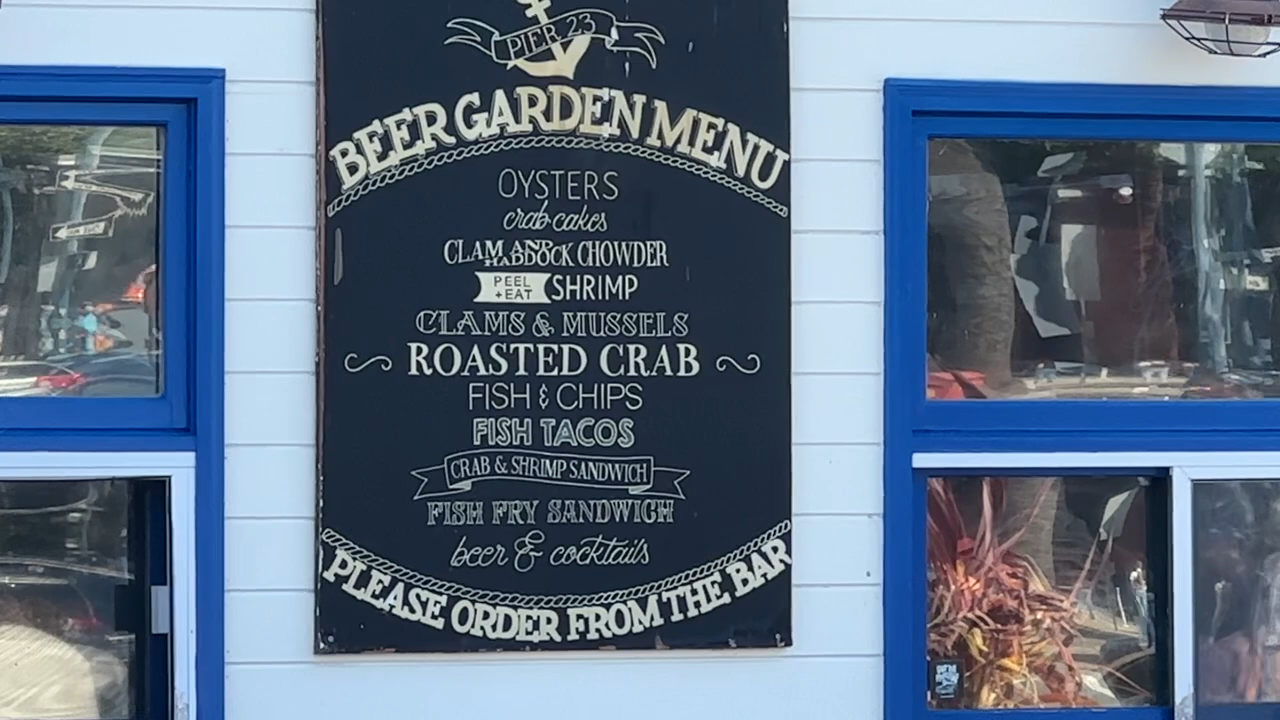 PIER 23
BEER GARDEN MENU
OYSTERS
crab cakes
CLAM AND HADDOCK CHOWDER
PEEL
+EAT SHRIMP
CLAMS & MUSSELS
ROASTED CRAB
FISH & CHIPS
FISH TACOS
CRAB & SHRIMP SANDWICH
FISH FRY SANDWICH
beer & cocktails
PLEASE ORDER FROM THE BAR